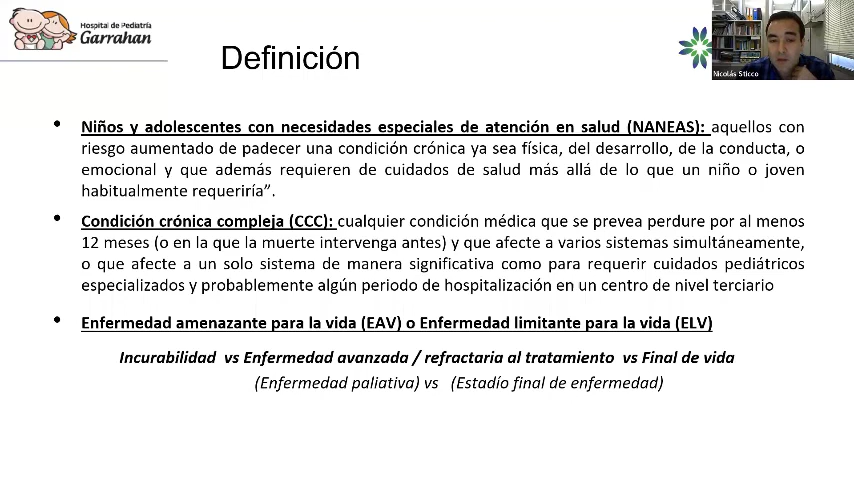 Hospital de Pediatría
Garrahan
Definición
Nicolás Sticco
• Niños y adolescentes con necesidades especiales de atención en salud (NANEAS): aquellos con
riesgo aumentado de padecer una condición crónica ya sea física, del desarrollo, de la conducta, o
emocional y que además requieren de cuidados de salud más allá de lo que un niño o joven
habitualmente requeriría”.
• Condición crónica compleja (CCC): cualquier condición médica que se prevea perdure por al menos
12 meses (o en la que la muerte intervenga antes) y que afecte a varios sistemas simultáneamente,
o que afecte a un solo sistema de manera significativa como para requerir cuidados pediátricos
especializados y probablemente algún periodo de hospitalización en un centro de nivel terciario
• Enfermedad amenazante para la vida (EAV) o Enfermedad limitante para la vida (ELV)
Incurabilidad vs Enfermedad avanzada / refractaria al tratamiento vs Final de vida
(Enfermedad paliativa) vs (Estadío final de enfermedad)